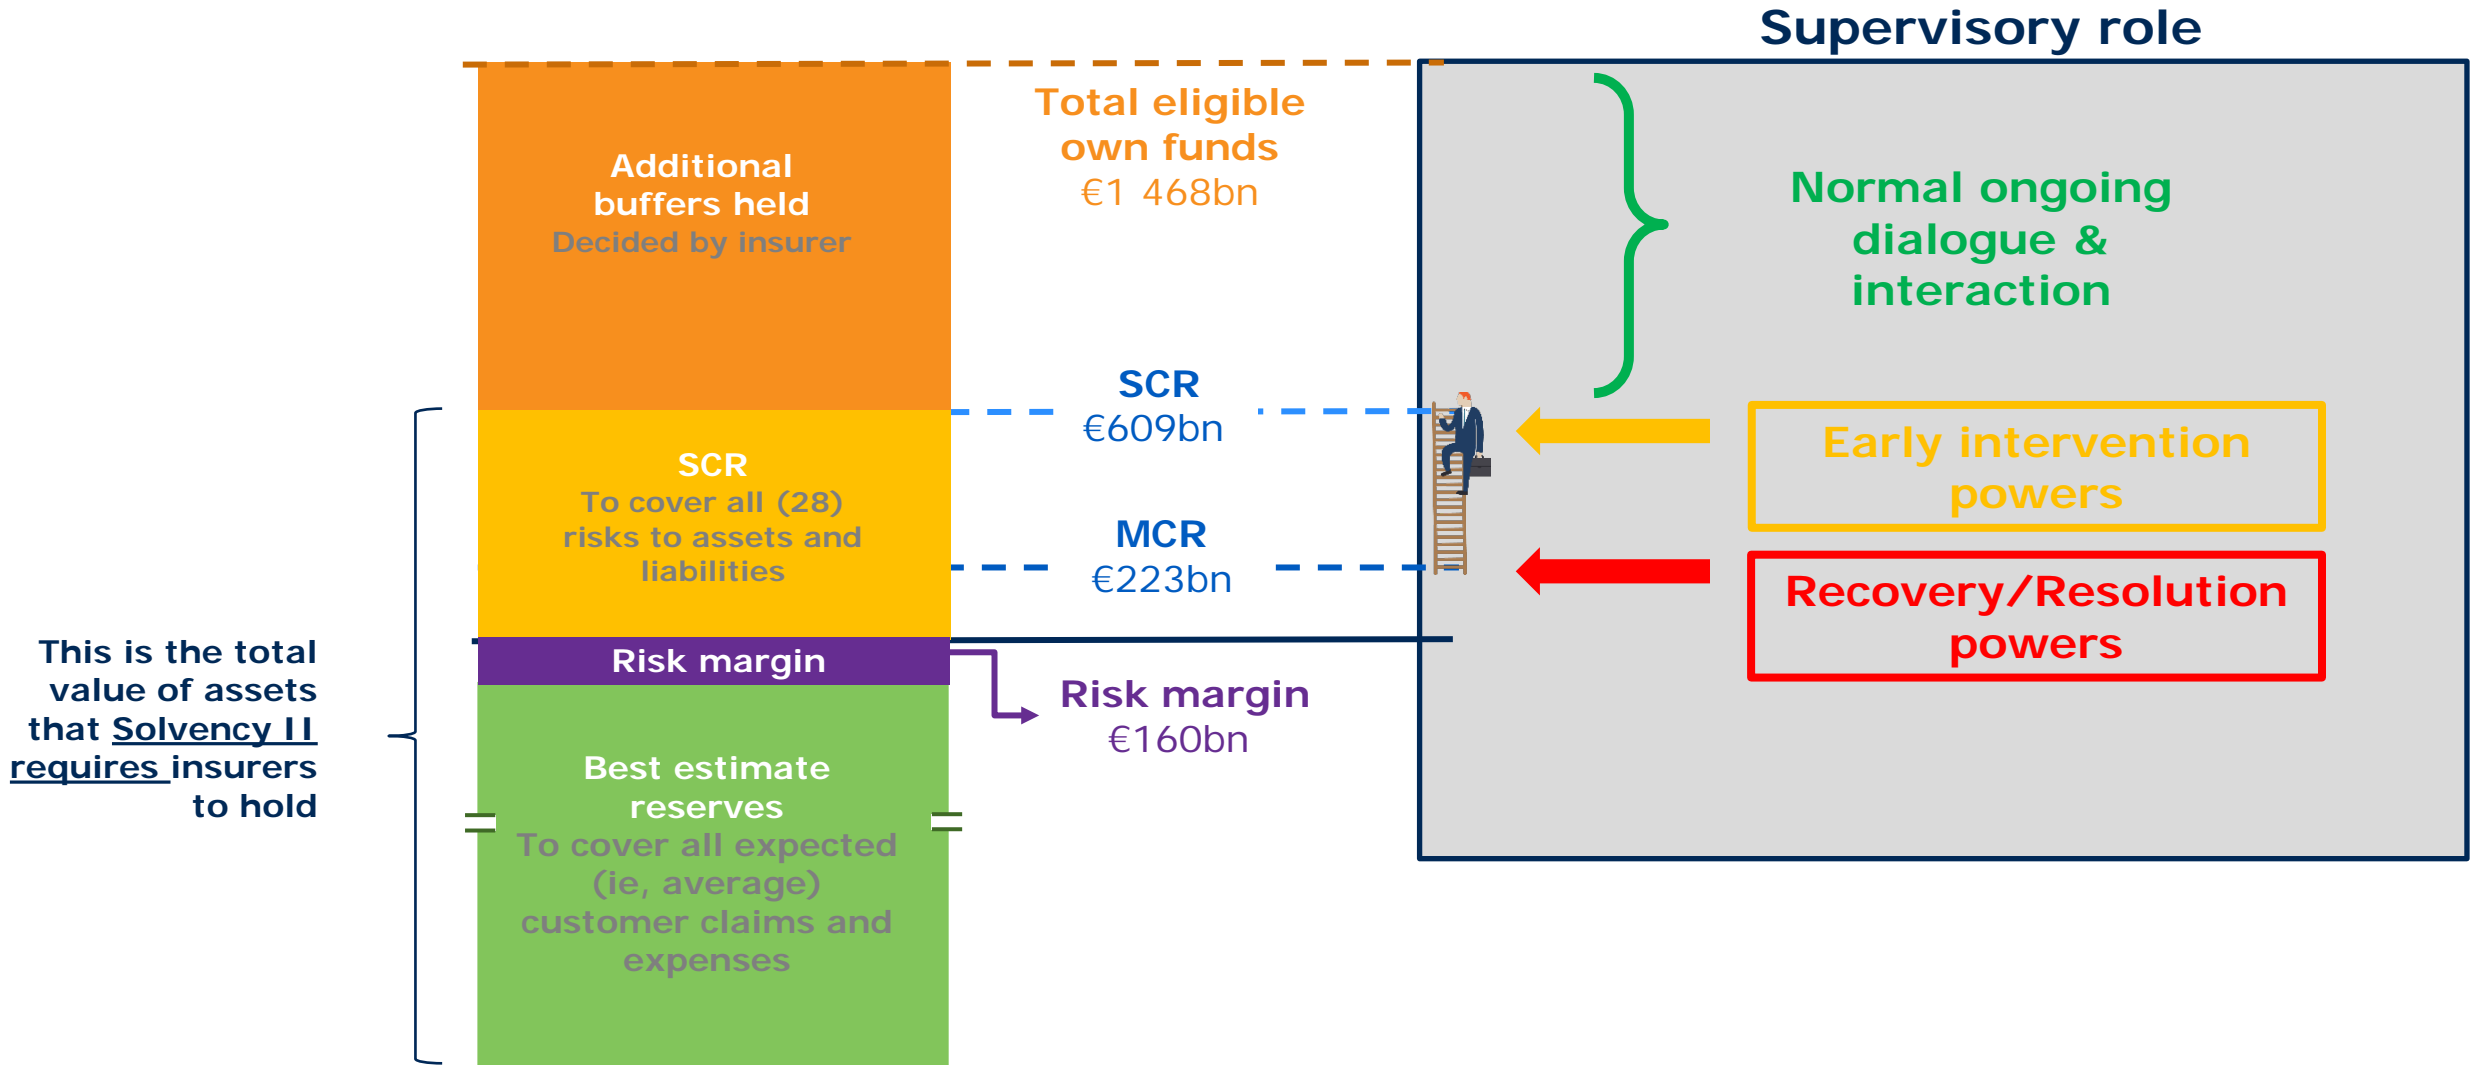 Supervisory role
Additional
buffers held
Decided by insurer
Total eligible
own funds
€1 468bn
Normal ongoing
dialogue &
interaction
SCR
€609bn
Early intervention
powers
SCR
To cover all (28)
risks to assets and
liabilities
MCR
€223bn
Recovery/Resolution
powers
This is the total
value of assets
that Solvency II
requires insurers
to hold
Risk margin
Risk margin
€160bn
Best estimate
reserves
To cover all expected
(ie, average)
customer claims and
expenses